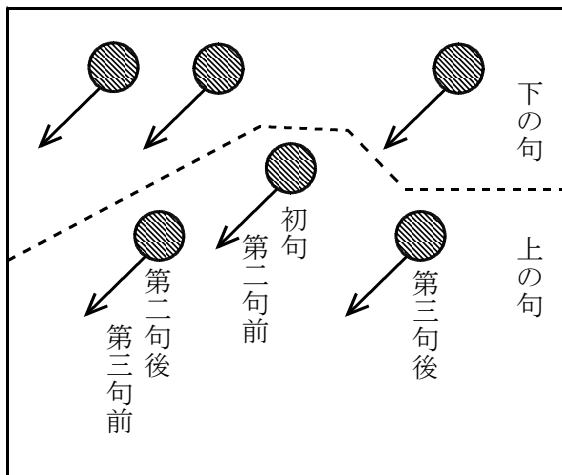 下の句
上の句
初句
第二句前
第三句後
第二句後
第三句前